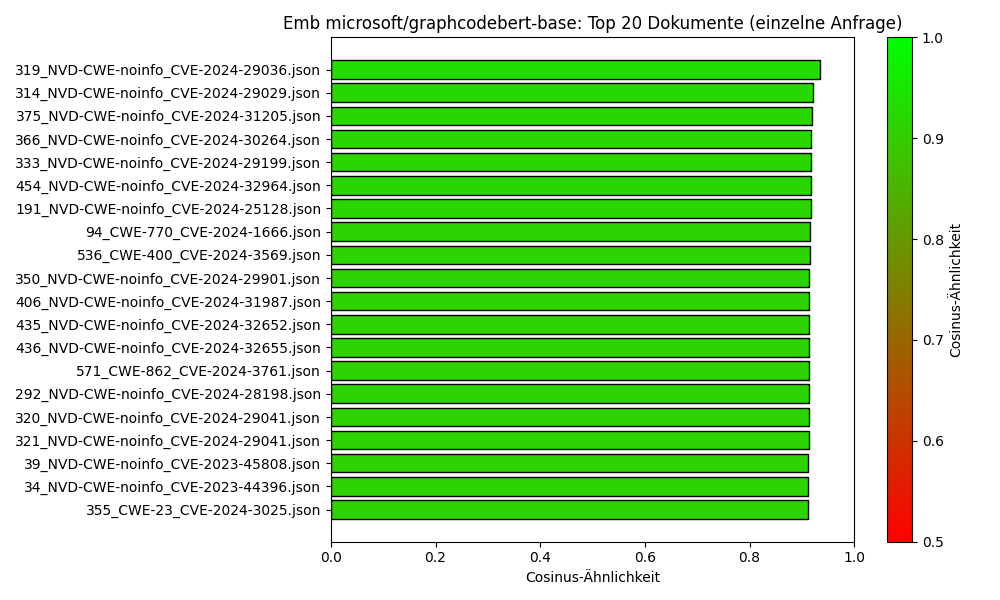 Emb microsoft/graphcodebert-base: Top 20 Dokumente (einzelne Anfrage)
319_NVD-CWE-noinfo_CVE-2024-29036.json
314_NVD-CWE-noinfo_CVE-2024-29029.json
375_NVD-CWE-noinfo_CVE-2024-31205.json
366_NVD-CWE-noinfo_CVE-2024-30264.json
333_NVD-CWE-noinfo_CVE-2024-29199.json
454_NVD-CWE-noinfo_CVE-2024-32964.json
191_NVD-CWE-noinfo_CVE-2024-25128.json
94_CWE-770_CVE-2024-1666.json
536_CWE-400_CVE-2024-3569.json
350_NVD-CWE-noinfo_CVE-2024-29901.json
406_NVD-CWE-noinfo_CVE-2024-31987.json
435_NVD-CWE-noinfo_CVE-2024-32652.json
436_NVD-CWE-noinfo_CVE-2024-32655.json
571_CWE-862_CVE-2024-3761.json
292_NVD-CWE-noinfo_CVE-2024-28198.json
320_NVD-CWE-noinfo_CVE-2024-29041.json
321_NVD-CWE-noinfo_CVE-2024-29041.json
39_NVD-CWE-noinfo_CVE-2023-45808.json
34_NVD-CWE-noinfo_CVE-2023-44396.json
355_CWE-23_CVE-2024-3025.json
0.0 0.2 0.4 0.6 0.8 1.0
Cosinus-Ähnlichkeit
1.0
0.9
0.8
0.7
0.6
0.5
Cosinus-Ähnlichkeit